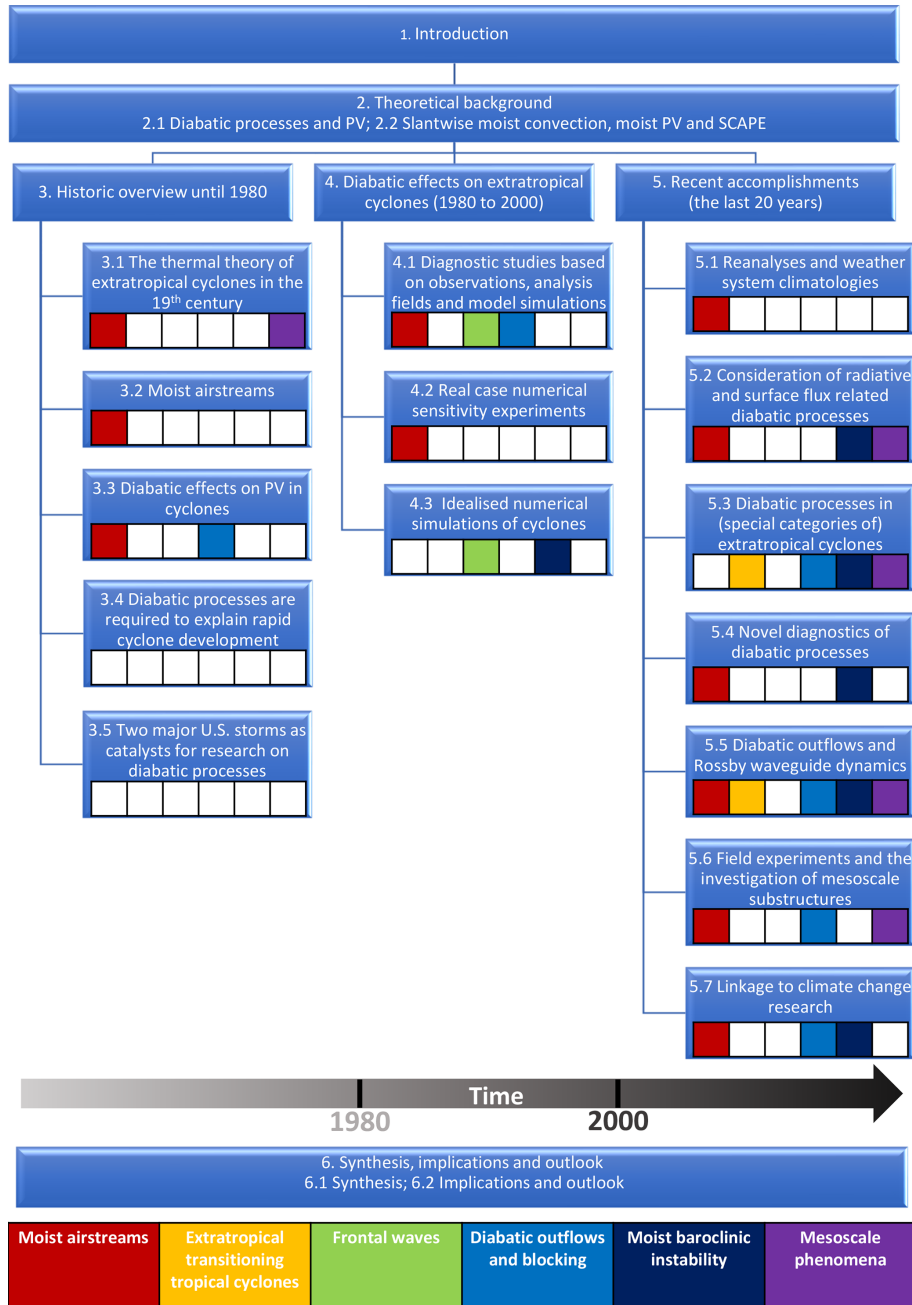 1. Introduction
2. Theoretical background
2.1 Diabatic processes and PV; 2.2 Slantwise moist convection, moist PV and SCAPE
3. Historic overview until 1980
3.1 The thermal theory of
extratropical cyclones in the
19th century
3.2 Moist airstreams
3.3 Diabatic effects on PV in
cyclones
3.4 Diabatic processes are
required to explain rapid
cyclone development
3.5 Two major U.S. storms as
catalysts for research on
diabatic processes
4. Diabatic effects on extratropical
cyclones (1980 to 2000)
4.1 Diagnostic studies based
on observations, analysis
fields and model simulations
4.2 Real case numerical
sensitivity experiments
4.3 Idealised numerical
simulations of cyclones
5. Recent accomplishments
(the last 20 years)
5.1 Reanalyses and weather
system climatologies
5.2 Consideration of radiative
and surface flux related
diabatic processes
5.3 Diabatic processes in
(special categories of)
extratropical cyclones
5.4 Novel diagnostics of
diabatic processes
5.5 Diabatic outflows and
Rossby waveguide dynamics
5.6 Field experiments and the
investigation of mesoscale
substructures
5.7 Linkage to climate change
research
Time
1980
2000
6. Synthesis, implications and outlook
6.1 Synthesis; 6.2 Implications and outlook
Moist airstreams
Extratropical
transitioning
tropical cyclones
Frontal waves
Diabatic outflows
and blocking
Moist baroclinic
instability
Mesoscale
phenomena